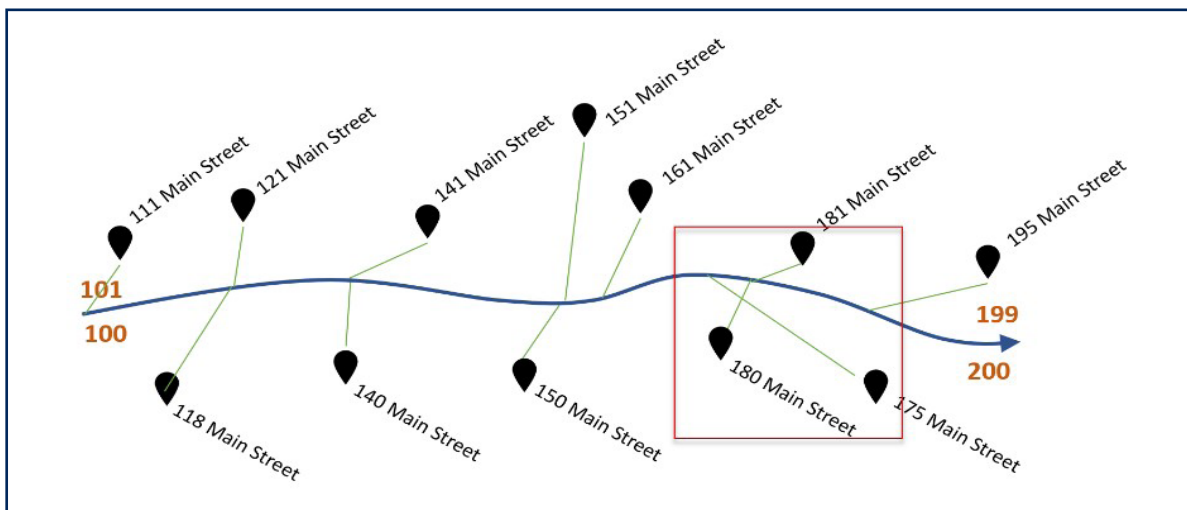 111 Main Street
121 Main Street
141 Main Street
151 Main Street
161 Main Street
181 Main Street
195 Main Street
101
100
199
200
118 Main Street
140 Main Street
150 Main Street
180 Main Street
175 Main Street